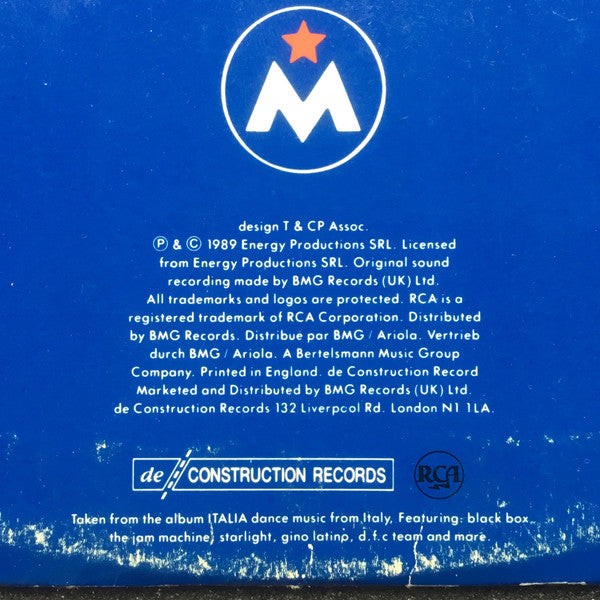 M
design T & CP Assoc.
Ⓟ & © 1989 Energy Productions SRL. Licensed
from Energy Productions SRL. Original sound
recording made by BMG Records (UK) Ltd.
All trademarks and logos are protected. RCA is a
registered trademark of RCA Corporation. Distributed
by BMG Records. Distribue par BMG / Ariola. Vertrieb
durch BMG / Ariola. A Bertelsmann Music Group
Company. Printed in England. de Construction Record
Marketed and Distributed by BMG Records (UK) Ltd.
de Construction Records 132 Liverpool Rd. London N1 1LA.
de CONSTRUCTION RECORDS RCA
Taken from the album ITALIA dance music from Italy, Featuring: black box,
the jam machine, starlight, gino latino, d.f.c team and more.